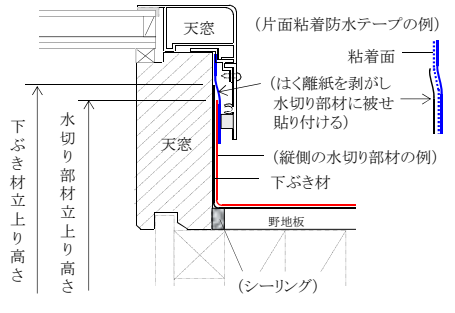 天窓
（片面粘着防水テープの例）
粘着面
（はく離紙を剥がし
水切り部材に被せ
貼り付ける）
天窓
（縦側の水切り部材の例）
下ぶき材
下ぶき材立上り高さ
水切り部材立上り高さ
野地板
（シーリング）